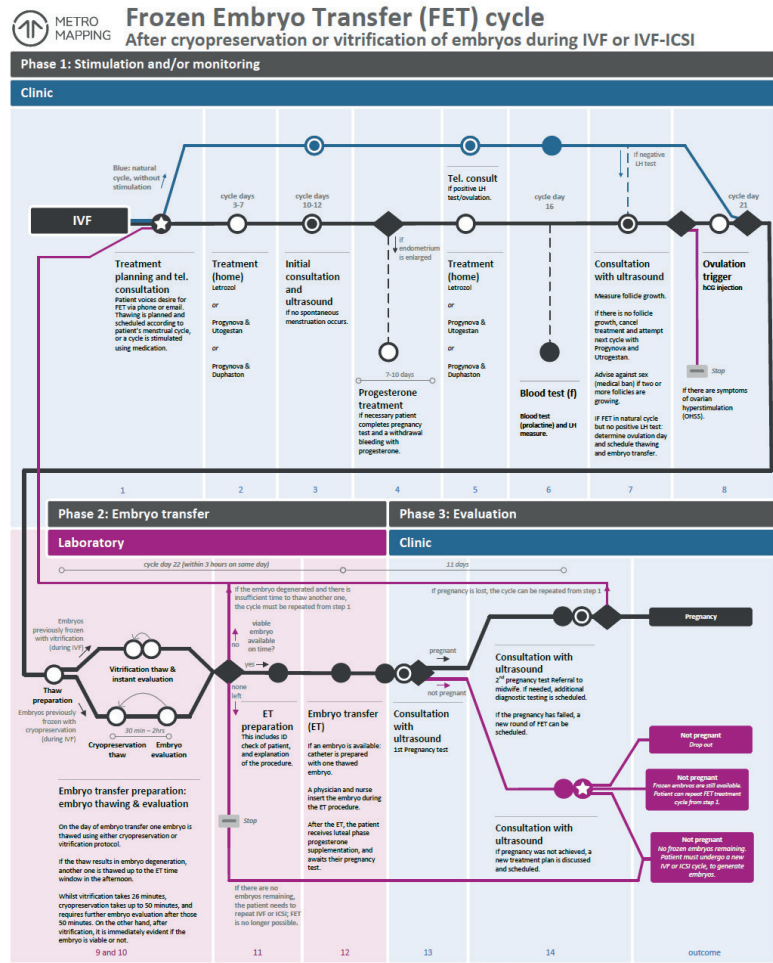 METRO
MAPPING
Frozen Embryo Transfer (FET) cycle
After cryopreservation or vitrification of embryos during IVF or IVF-ICSI
Phase 1: Stimulation and/or monitoring
Clinic
Blue: natural
cycle, without
stimulation
IVF
Treatment
planning and tel.
consultation
Patient voices desire for
FET via phone or email.
Thawing is planned and
scheduled according to
patient's menstrual cycle,
or a cycle is stimulated
using medication.
1
cycle days
3-7
Treatment
(home)
Letrozol
or
Progynova &
Utogestan
or
Progynova &
Duphaston
2
cycle days
10-12
Initial
consultation
and
ultrasound
If no spontaneous
menstruation occurs.
3
if
endometrium
is enlarged
7-10 days
Progesterone
treatment
If necessary patient
completes pregnancy
test and a withdrawal
bleeding with
progesterone.
4
Tel. consult
If positive LH
test/ovulation.
Treatment
(home)
Letrozol
or
Progynova &
Utogestan
or
Progynova &
Duphaston
5
cycle day
16
Blood test (f)
Blood test
(prolactine) and LH
measure.
6
if negative
LH test
Consultation
with ultrasound
Measure follicle growth.
If there is no follicle
growth, cancel
treatment and attempt
next cycle with
Progynova and
Utrogestan.
Advise against sex
(medical ban) if two or
more follicles are
growing.
IF FET in natural cycle
but no positive LH test:
determine ovulation day
and schedule thawing
and embryo transfer.
7
cycle day
21
Ovulation
trigger
hCG injection
Stop
If there are symptoms
of ovarian
hyperstimulation
(OHSS).
8
Phase 2: Embryo transfer
Laboratory
cycle day 22 (within 3 hours on same day)
Embryos
previously frozen
with vitrification
(during IVF)
Vitrification thaw &
instant evaluation
Thaw
preparation
Embryos previously
frozen with
cryopreservation
(during IVF)
30 min – 2hrs
Cryopreservation
thaw
Embryo
evaluation
Embryo transfer preparation:
embryo thawing & evaluation
On the day of embryo transfer one embryo is
thawed using either cryopreservation or
vitrification protocol.
If the thaw results in embryo degeneration,
another one is thawed up to the ET time
window in the afternoon.
Whilst vitrification takes 26 minutes,
cryopreservation takes up to 50 minutes, and
requires further embryo evaluation after those
50 minutes. On the other hand, after
vitrification, it is immediately evident if the
embryo is viable or not.
9 and 10
if the embryo degenerated and there is
insufficient time to thaw another one,
the cycle must be repeated from step 1
viable
embryo
available
on time?
no
yes
none
left
ET
preparation
This includes ID
check of patient,
and explanation
of the procedure.
Stop
If there are no
embryos remaining,
the patient needs to
repeat IVF or ICSI; FET
is no longer possible.
11
Embryo transfer
(ET)
If an embryo is available:
catheter is prepared
with one thawed
embryo.
A physician and nurse
insert the embryo during
the ET procedure.
After the ET, the patient
receives luteal phase
progesterone
supplementation, and
awaits their pregnancy
test.
12
Phase 3: Evaluation
Clinic
11 days
If pregnancy is lost, the cycle can be repeated from step 1
pregnant
not pregnant
Consultation
with
ultrasound
1st Pregnancy test
13
Consultation with
ultrasound
2nd pregnancy test Referral to
midwife. If needed, additional
diagnostic testing is scheduled.
If the pregnancy has failed, a
new round of FET can be
scheduled.
Consultation with
ultrasound
If pregnancy was not achieved, a
new treatment plan is discussed
and scheduled.
14
Pregnancy
Not pregnant
Drop out
Not pregnant
Frozen embryos are still available.
Patient can repeat FET treatment
cycle from step 1.
Not pregnant
No frozen embryos remaining.
Patient must undergo a new
IVF or ICSI cycle, to generate
embryos.
outcome